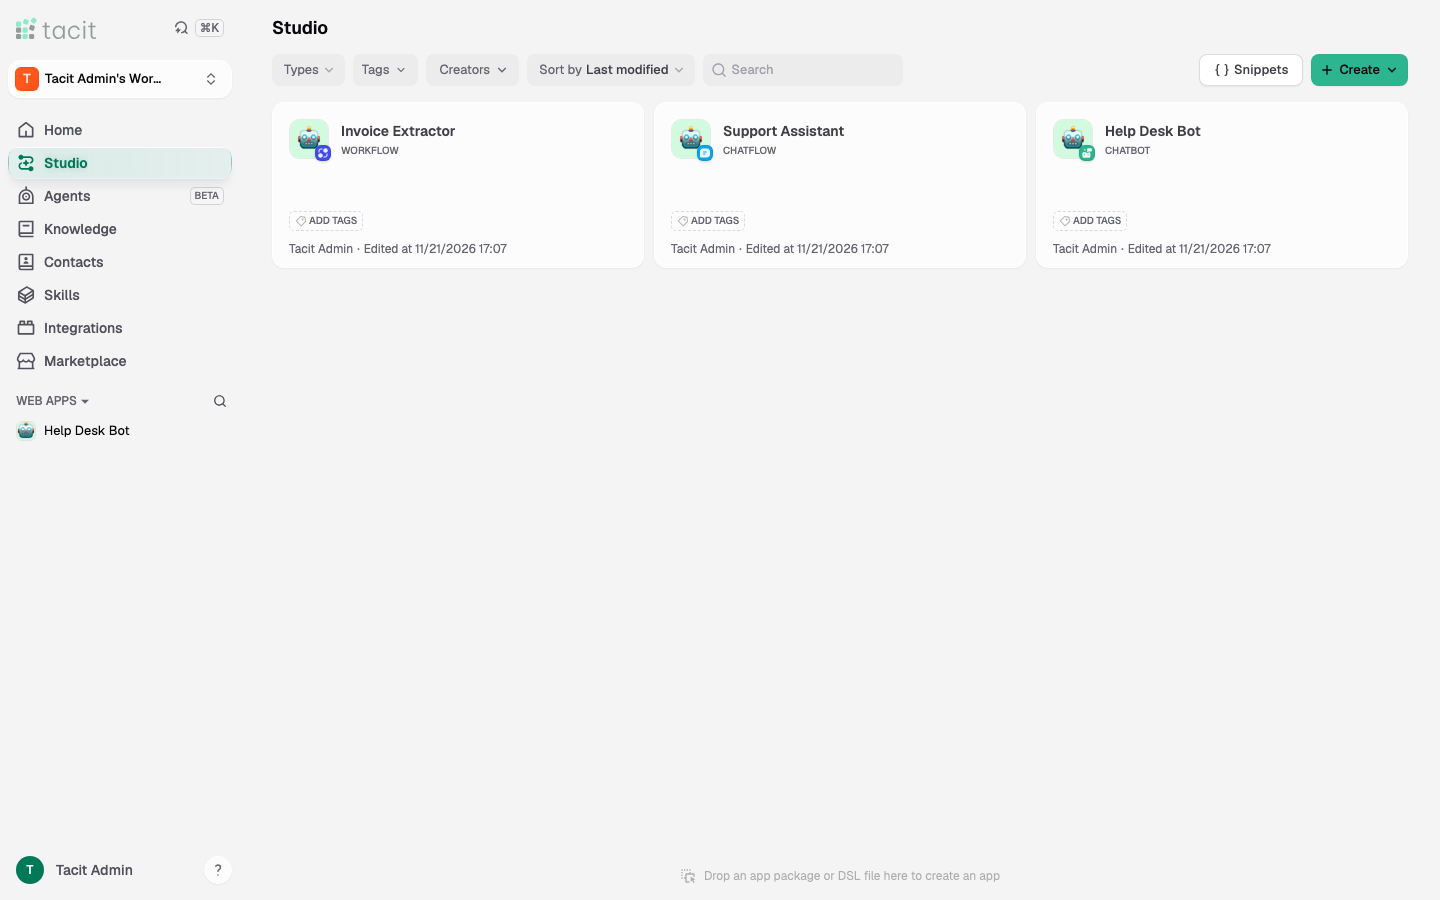 tacit
⌘K
Studio
T
Tacit Admin's Wor...
Types
Tags
Creators
Sort by Last modified
Search
{ } Snippets
+ Create
Home
Studio
Agents
BETA
Knowledge
Contacts
Skills
Integrations
Marketplace
WEB APPS
Help Desk Bot
Invoice Extractor
WORKFLOW
ADD TAGS
Tacit Admin · Edited at 11/21/2026 17:07
Support Assistant
CHATFLOW
ADD TAGS
Tacit Admin · Edited at 11/21/2026 17:07
Help Desk Bot
CHATBOT
ADD TAGS
Tacit Admin · Edited at 11/21/2026 17:07
T
Tacit Admin
?
Drop an app package or DSL file here to create an app